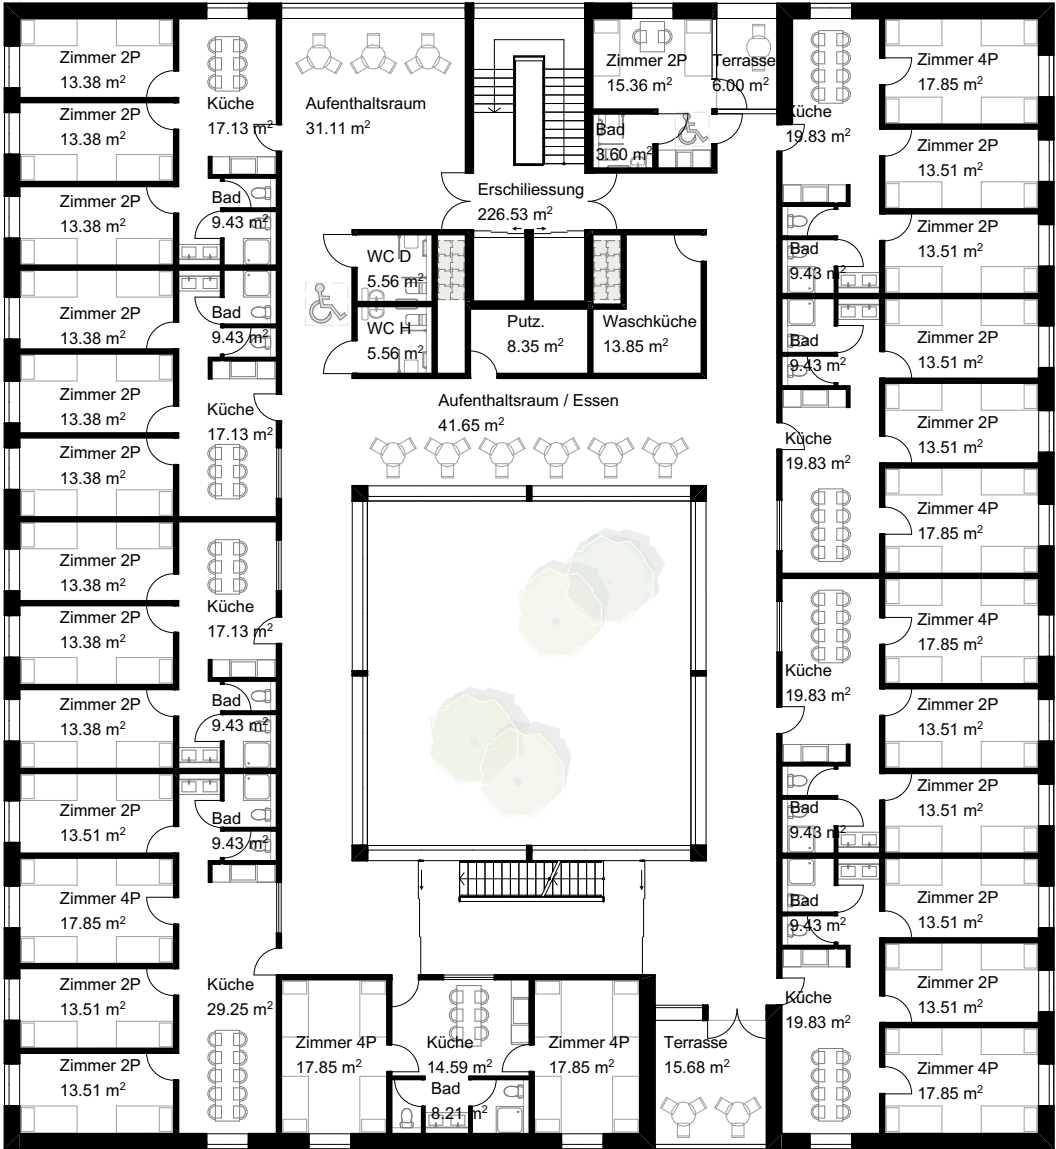 Zimmer 2P
13.38 m²
Zimmer 2P
13.38 m²
Zimmer 2P
13.38 m²
Zimmer 2P
13.38 m²
Zimmer 2P
13.38 m²
Zimmer 2P
13.38 m²
Zimmer 2P
13.38 m²
Zimmer 2P
13.38 m²
Zimmer 2P
13.38 m²
Zimmer 2P
13.51 m²
Zimmer 4P
17.85 m²
Zimmer 2P
13.51 m²
Zimmer 2P
13.51 m²
Küche
17.13 m²
Bad
9.43 m²
Bad
9.43 m²
Küche
17.13 m²
Küche
17.13 m²
Bad
9.43 m²
Bad
9.43 m²
Küche
29.25 m²
Aufenthaltsraum
31.11 m²
Erschiliessung
226.53 m²
WC D
5.56 m²
WC H
5.56 m²
Putz.
8.35 m²
Waschküche
13.85 m²
Aufenthaltsraum / Essen
41.65 m²
Zimmer 2P
15.36 m²
Terrasse
6.00 m²
Bad
3.60 m²
Zimmer 4P
17.85 m²
Küche
14.59 m²
Bad
8.21 m²
Zimmer 4P
17.85 m²
Terrasse
15.68 m²
Küche
19.83 m²
Bad
9.43 m²
Bad
9.43 m²
Küche
19.83 m²
Küche
19.83 m²
Bad
9.43 m²
Bad
9.43 m²
Küche
19.83 m²
Zimmer 4P
17.85 m²
Zimmer 2P
13.51 m²
Zimmer 2P
13.51 m²
Zimmer 2P
13.51 m²
Zimmer 2P
13.51 m²
Zimmer 4P
17.85 m²
Zimmer 4P
17.85 m²
Zimmer 2P
13.51 m²
Zimmer 2P
13.51 m²
Zimmer 2P
13.51 m²
Zimmer 2P
13.51 m²
Zimmer 4P
17.85 m²